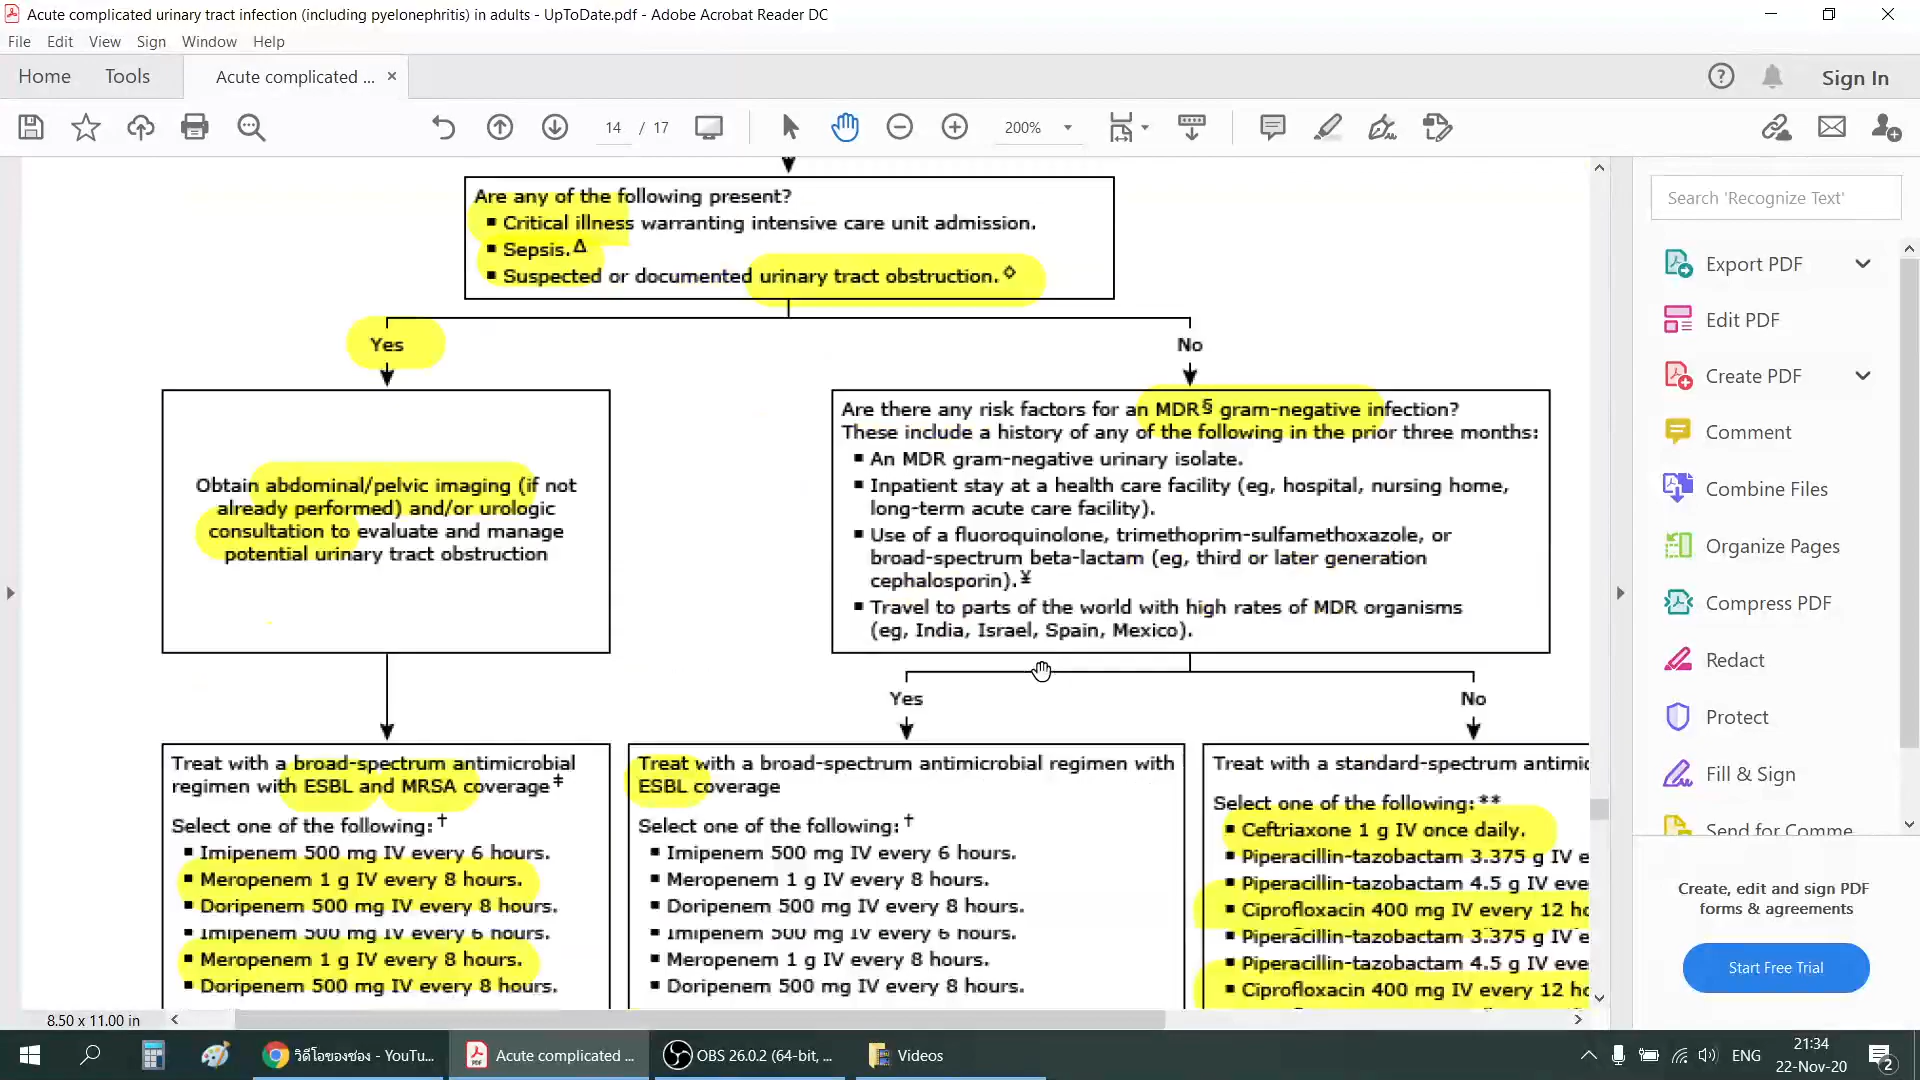 Acute complicated urinary tract infection (including pyelonephritis) in adults - UpToDate.pdf - Adobe Acrobat Reader DC
File Edit View Sign Window Help
Home Tools Acute complicated ... ×
Sign In
14 / 17
200%
Are any of the following present?
▪ Critical illness warranting intensive care unit admission.
▪ Sepsis.Δ
▪ Suspected or documented urinary tract obstruction.◇
Yes
No
Obtain abdominal/pelvic imaging (if not
already performed) and/or urologic
consultation to evaluate and manage
potential urinary tract obstruction
Are there any risk factors for an MDR§ gram-negative infection?
These include a history of any of the following in the prior three months:
▪ An MDR gram-negative urinary isolate.
▪ Inpatient stay at a health care facility (eg, hospital, nursing home,
long-term acute care facility).
▪ Use of a fluoroquinolone, trimethoprim-sulfamethoxazole, or
broad-spectrum beta-lactam (eg, third or later generation
cephalosporin).¥
▪ Travel to parts of the world with high rates of MDR organisms
(eg, India, Israel, Spain, Mexico).
Yes
No
Treat with a broad-spectrum antimicrobial
regimen with ESBL and MRSA coverage‡
Select one of the following:†
▪ Imipenem 500 mg IV every 6 hours.
▪ Meropenem 1 g IV every 8 hours.
▪ Doripenem 500 mg IV every 8 hours.
▪ Imipenem 500 mg IV every 6 hours.
▪ Meropenem 1 g IV every 8 hours.
▪ Doripenem 500 mg IV every 8 hours.
Treat with a broad-spectrum antimicrobial regimen with
ESBL coverage
Select one of the following:†
▪ Imipenem 500 mg IV every 6 hours.
▪ Meropenem 1 g IV every 8 hours.
▪ Doripenem 500 mg IV every 8 hours.
▪ Imipenem 500 mg IV every 6 hours.
▪ Meropenem 1 g IV every 8 hours.
▪ Doripenem 500 mg IV every 8 hours.
Treat with a standard-spectrum antimic
Select one of the following:**
▪ Ceftriaxone 1 g IV once daily.
▪ Piperacillin-tazobactam 3.375 g IV e
▪ Piperacillin-tazobactam 4.5 g IV eve
▪ Ciprofloxacin 400 mg IV every 12 ho
▪ Piperacillin-tazobactam 3.375 g IV e
▪ Piperacillin-tazobactam 4.5 g IV eve
▪ Ciprofloxacin 400 mg IV every 12 ho
Search 'Recognize Text'
Export PDF
Edit PDF
Create PDF
Comment
Combine Files
Organize Pages
Compress PDF
Redact
Protect
Fill & Sign
Send for Comme
Create, edit and sign PDF
forms & agreements
Start Free Trial
8.50 x 11.00 in
วิดีโอของช่อง - YouTu...
Acute complicated ...
OBS 26.0.2 (64-bit, ...
Videos
ENG
21:34
22-Nov-20
2